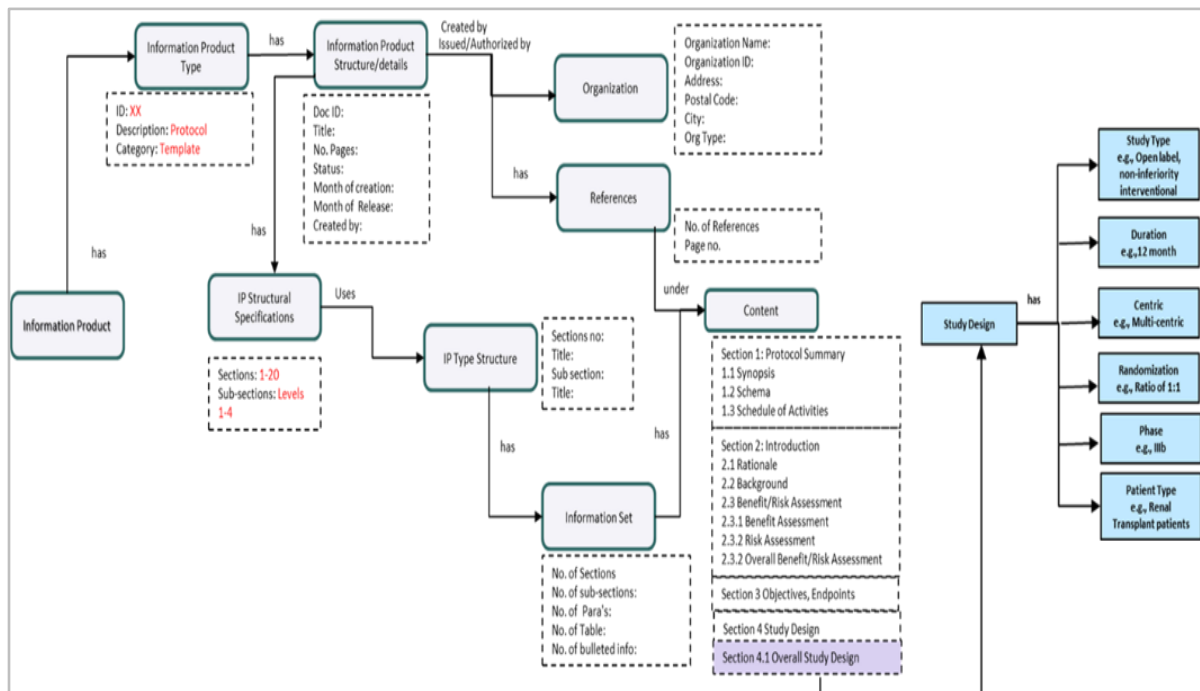 Information Product
Type
has
Information Product
Structure/details
Created by
Issued/Authorized by
Organization
Organization Name:
Organization ID:
Address:
Postal Code:
City:
Org Type:
ID: XX
Description: Protocol
Category: Template
Doc ID:
Title:
No. Pages:
Status:
Month of creation:
Month of Release:
Created by:
has
References
No. of References
Page no.
has
has
Information Product
IP Structural
Specifications
Uses
under
Content
Sections: 1-20
Sub-sections: Levels
1-4
IP Type Structure
Sections no:
Title:
Sub section:
Title:
has
has
Information Set
No. of Sections
No. of sub-sections:
No. of Para's:
No. of Table:
No. of bulleted info:
Section 1: Protocol Summary
1.1 Synopsis
1.2 Schema
1.3 Schedule of Activities
Section 2: Introduction
2.1 Rationale
2.2 Background
2.3 Benefit/Risk Assessment
2.3.1 Benefit Assessment
2.3.2 Risk Assessment
2.3.2 Overall Benefit/Risk Assessment
Section 3 Objectives, Endpoints
Section 4 Study Design
Section 4.1 Overall Study Design
Study Design
has
Study Type
e.g., Open label,
non-inferiority
interventional
Duration
e.g.,12 month
Centric
e.g., Multi-centric
Randomization
e.g., Ratio of 1:1
Phase
e.g., IIIb
Patient Type
e.g., Renal
Transplant patients